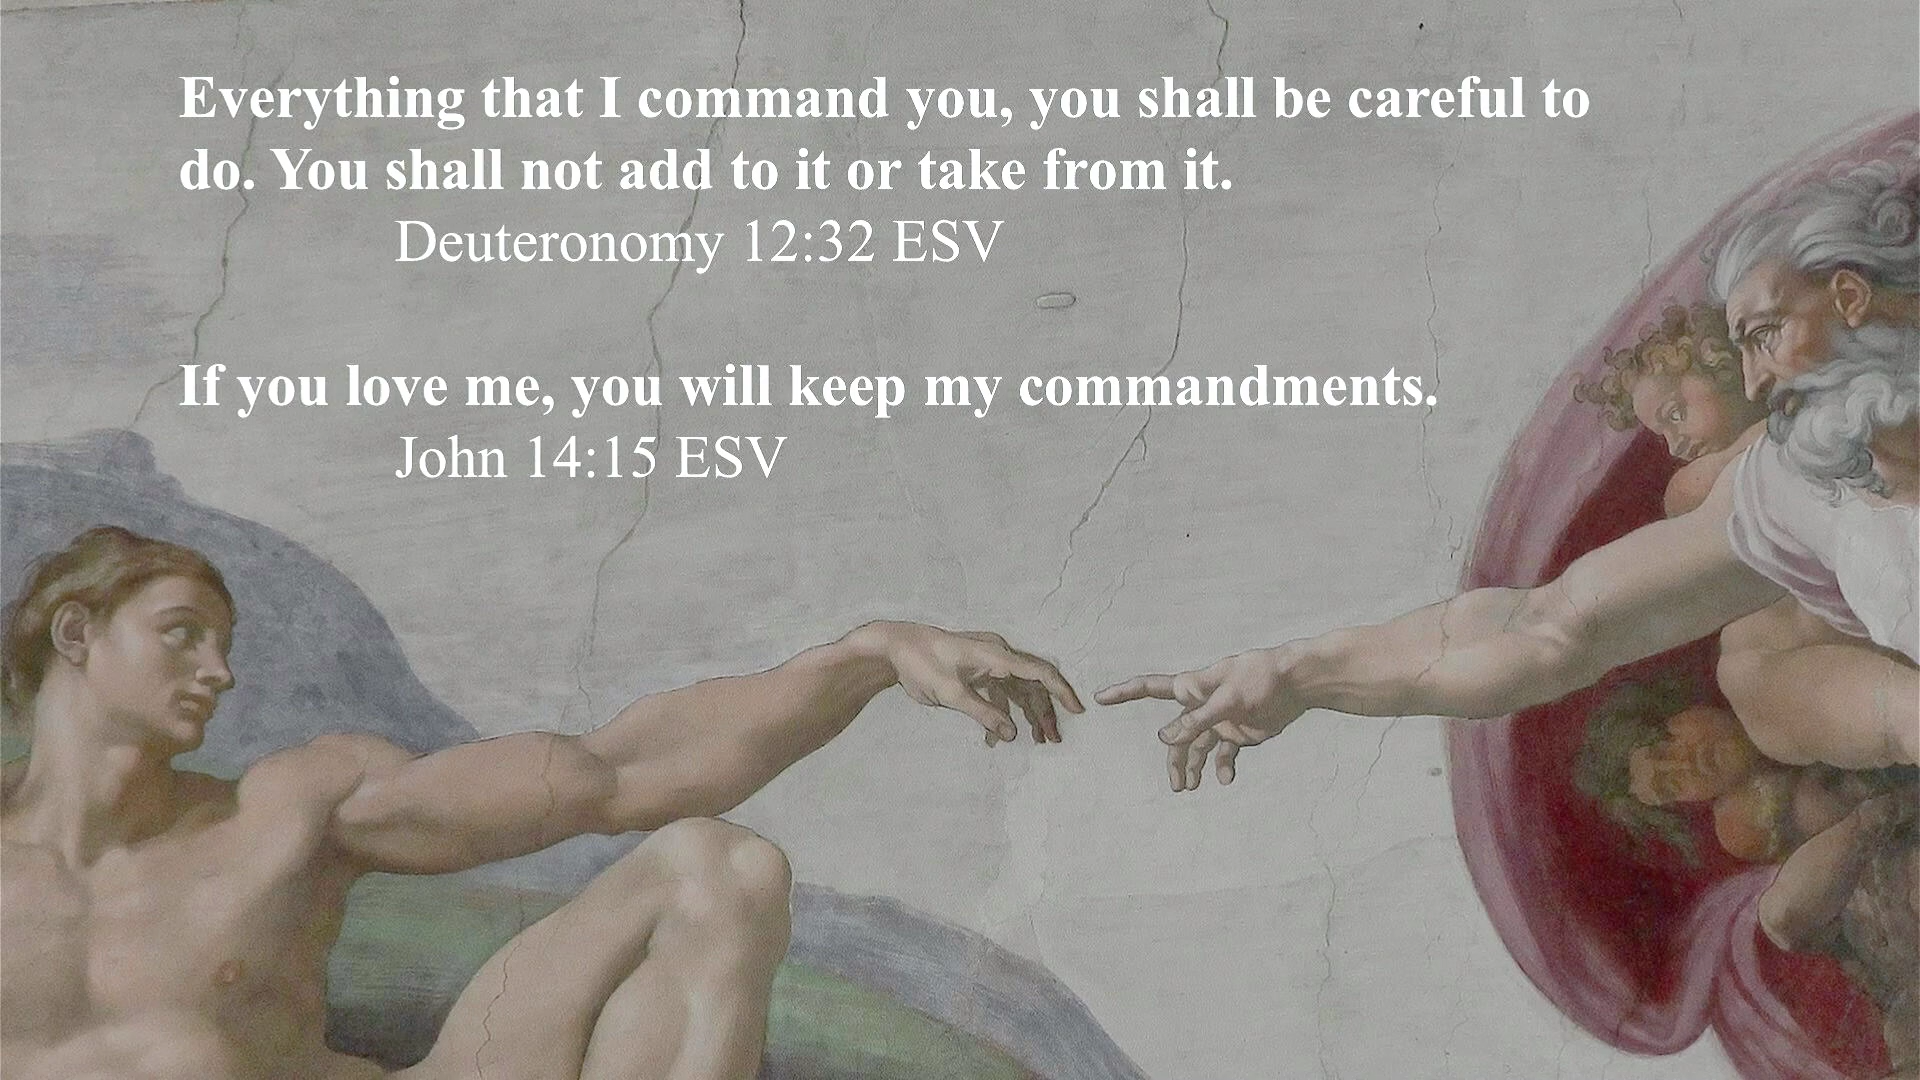 Everything that I command you, you shall be careful to
do. You shall not add to it or take from it.
Deuteronomy 12:32 ESV
If you love me, you will keep my commandments.
John 14:15 ESV